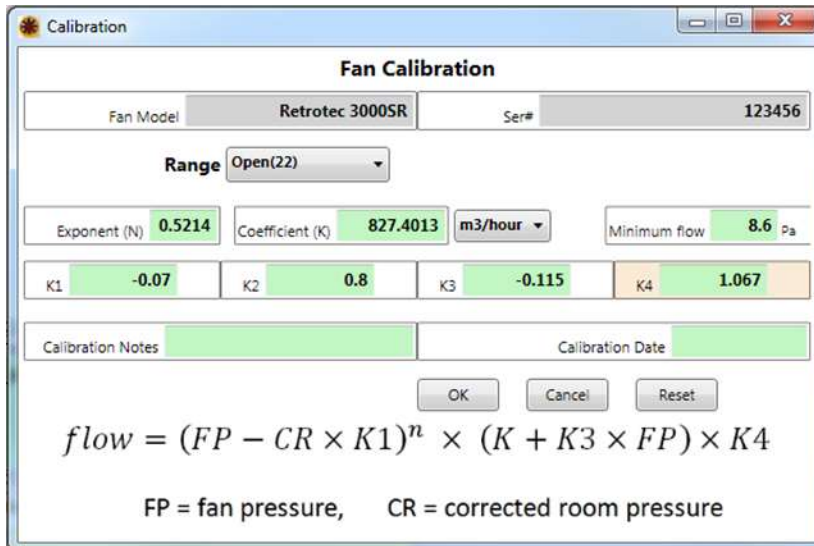 Calibration
Fan Calibration
Fan Model Retrotec 3000SR Ser# 123456
Range Open(22)
Exponent (N) 0.5214 Coefficient (K) 827.4013 m3/hour Minimum flow 8.6 Pa
K1 -0.07 K2 0.8 K3 -0.115 K4 1.067
Calibration Notes Calibration Date
OK Cancel Reset
flow = (FP − CR × K1)ⁿ × (K + K3 × FP) × K4
FP = fan pressure, CR = corrected room pressure